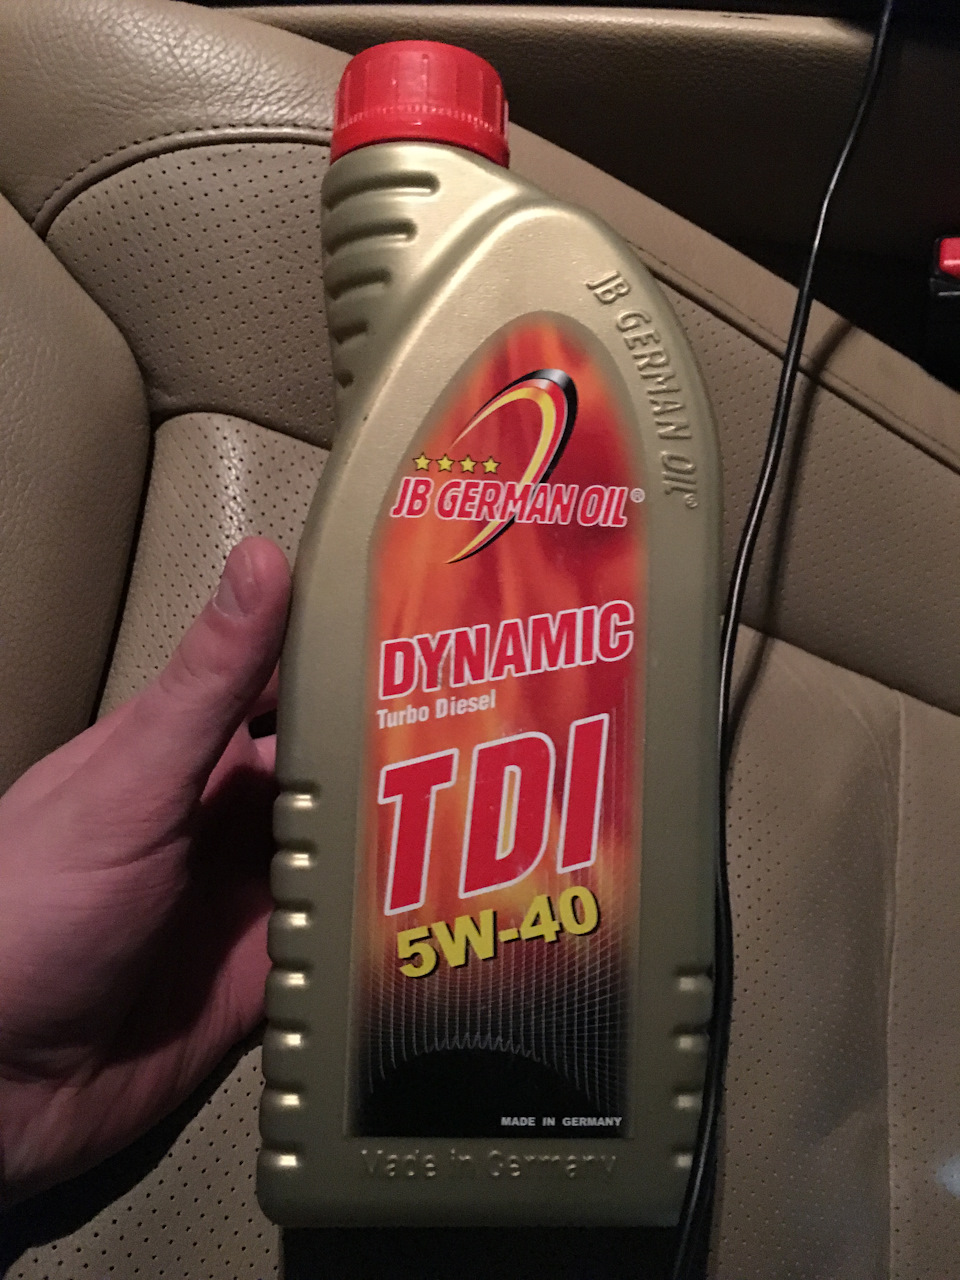 JB GERMAN OIL®
JB GERMAN OIL®
DYNAMIC
Turbo Diesel
TDI
5W-40
MADE IN GERMANY
Made in Germany